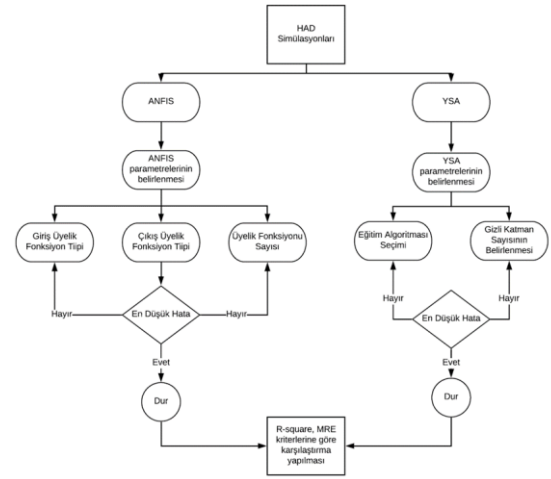 HAD
Simülasyonları
ANFIS
YSA
ANFIS
parametrelerinin
belirlenmesi
YSA
parametrelerinin
belirlenmesi
Giriş Üyelik
Fonksiyon Tiipi
Çıkış Üyelik
Fonksiyon Tiipi
Üyelik Fonksiyonu
Sayısı
Eğitim Algoritması
Seçimi
Gizli Katman
Sayısının
Belirlenmesi
Hayır
En Düşük Hata
Hayır
Hayır
En Düşük Hata
Hayır
Evet
Evet
Dur
Dur
R-square, MRE
kriterlerine göre
karşılaştırma
yapılması